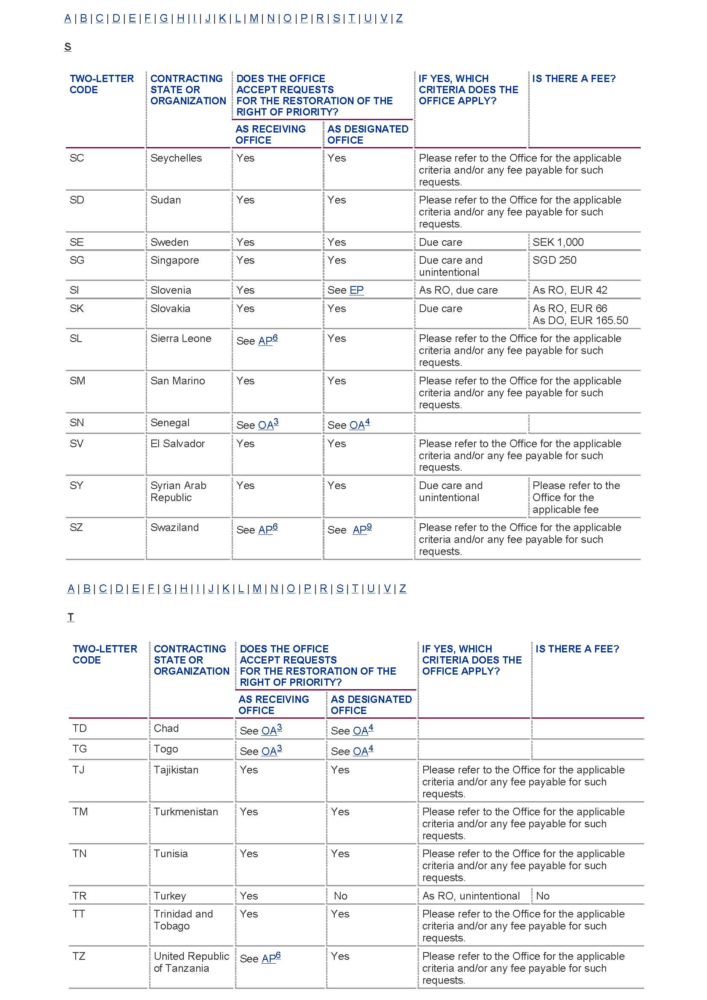 A | B | C | D | E | F | G | H | I | J | K | L | M | N | O | P | R | S | T | U | V | Z
S
TWO-LETTER CODE
CONTRACTING STATE OR ORGANIZATION
DOES THE OFFICE ACCEPT REQUESTS FOR THE RESTORATION OF THE RIGHT OF PRIORITY?
IF YES, WHICH CRITERIA DOES THE OFFICE APPLY?
IS THERE A FEE?
AS RECEIVING OFFICE
AS DESIGNATED OFFICE
SC Seychelles Yes Yes Please refer to the Office for the applicable
criteria and/or any fee payable for such
requests.
SD Sudan Yes Yes Please refer to the Office for the applicable
criteria and/or any fee payable for such
requests.
SE Sweden Yes Yes Due care SEK 1,000
SG Singapore Yes Yes Due care and SGD 250
unintentional
SI Slovenia Yes See EP As RO, due care As RO, EUR 42
SK Slovakia Yes Yes Due care As RO, EUR 66
As DO, EUR 165.50
SL Sierra Leone See AP6 Yes Please refer to the Office for the applicable
criteria and/or any fee payable for such
requests.
SM San Marino Yes Yes Please refer to the Office for the applicable
criteria and/or any fee payable for such
requests.
SN Senegal See OA3 See OA4
SV El Salvador Yes Yes Please refer to the Office for the applicable
criteria and/or any fee payable for such
requests.
SY Syrian Arab Yes Yes Due care and Please refer to the
Republic unintentional Office for the
applicable fee
SZ Swaziland See AP6 See AP9 Please refer to the Office for the applicable
criteria and/or any fee payable for such
requests.
A | B | C | D | E | F | G | H | I | J | K | L | M | N | O | P | R | S | T | U | V | Z
T
TWO-LETTER CODE
CONTRACTING STATE OR ORGANIZATION
DOES THE OFFICE ACCEPT REQUESTS FOR THE RESTORATION OF THE RIGHT OF PRIORITY?
IF YES, WHICH CRITERIA DOES THE OFFICE APPLY?
IS THERE A FEE?
AS RECEIVING OFFICE
AS DESIGNATED OFFICE
TD Chad See OA3 See OA4
TG Togo See OA3 See OA4
TJ Tajikistan Yes Yes Please refer to the Office for the applicable
criteria and/or any fee payable for such
requests.
TM Turkmenistan Yes Yes Please refer to the Office for the applicable
criteria and/or any fee payable for such
requests.
TN Tunisia Yes Yes Please refer to the Office for the applicable
criteria and/or any fee payable for such
requests.
TR Turkey Yes No As RO, unintentional No
TT Trinidad and Yes Yes Please refer to the Office for the applicable
Tobago criteria and/or any fee payable for such
requests.
TZ United Republic See AP6 Yes Please refer to the Office for the applicable
of Tanzania criteria and/or any fee payable for such
requests.